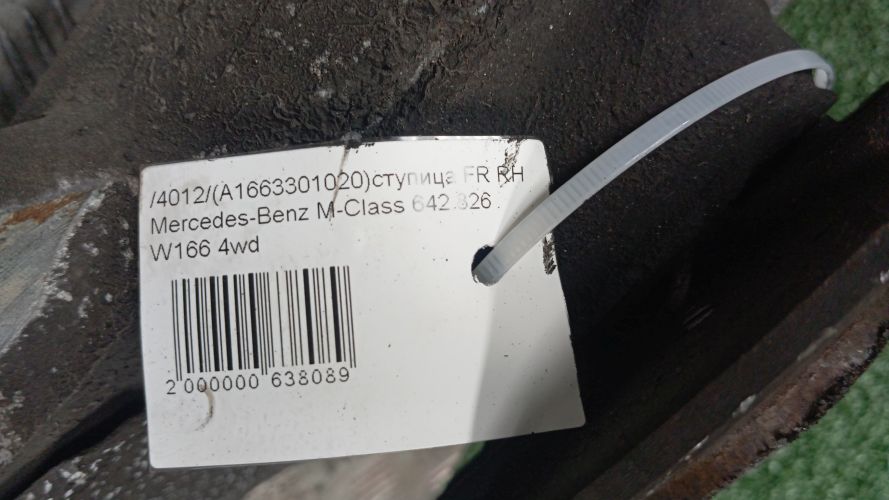 /4012/(A1663301020)ступица FR RH
Mercedes-Benz M-Class 642.826
W166 4wd
2 000000 638089